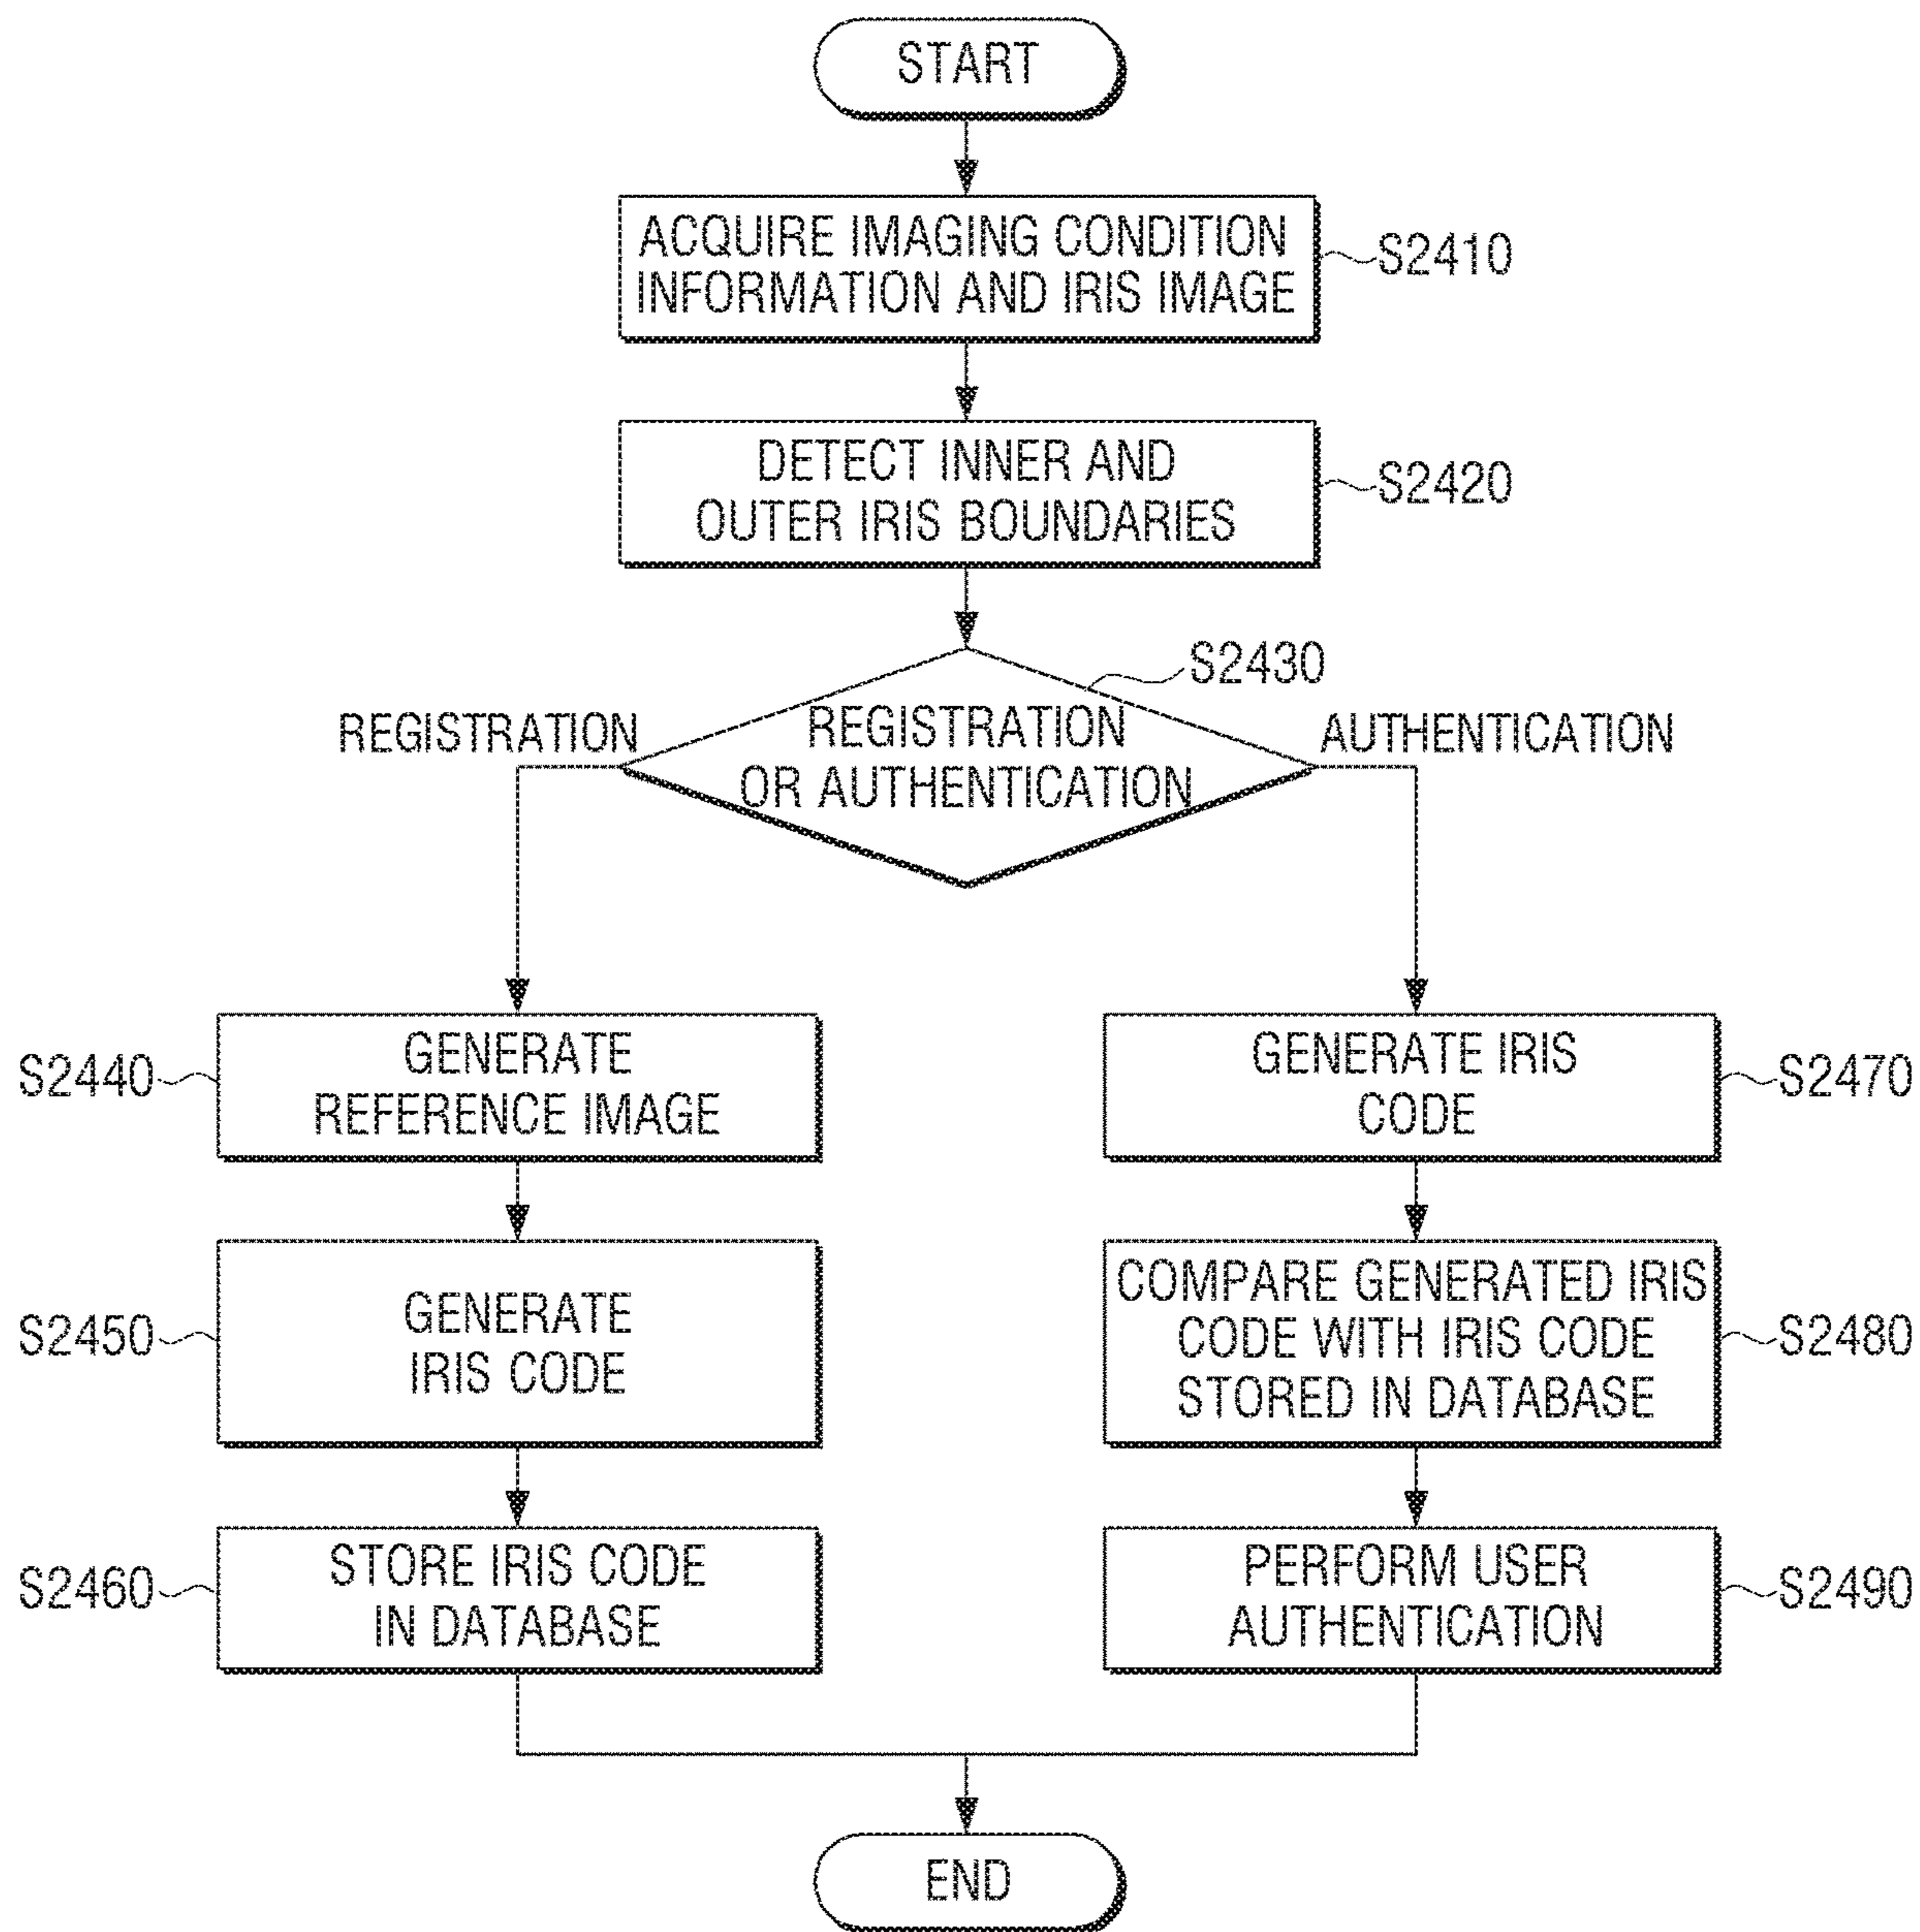 START
ACQUIRE IMAGING CONDITION
INFORMATION AND IRIS IMAGE
S2410
DETECT INNER AND
OUTER IRIS BOUNDARIES
S2420
S2430
REGISTRATION
REGISTRATION
OR AUTHENTICATION
AUTHENTICATION
S2440
GENERATE
REFERENCE IMAGE
GENERATE IRIS
CODE
S2470
S2450
GENERATE
IRIS CODE
COMPARE GENERATED IRIS
CODE WITH IRIS CODE
STORED IN DATABASE
S2480
S2460
STORE IRIS CODE
IN DATABASE
PERFORM USER
AUTHENTICATION
S2490
END